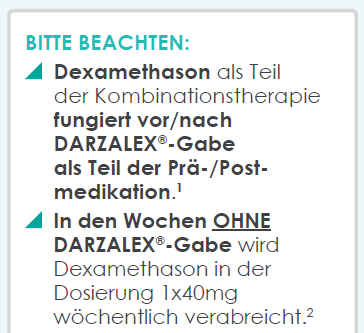 BITTE BEACHTEN:
Dexamethason als Teil
der Kombinationstherapie
fungiert vor/nach
DARZALEX®-Gabe
als Teil der Prä-/Post-
medikation.¹
In den Wochen OHNE
DARZALEX®-Gabe wird
Dexamethason in der
Dosierung 1x40mg
wöchentlich verabreicht.²